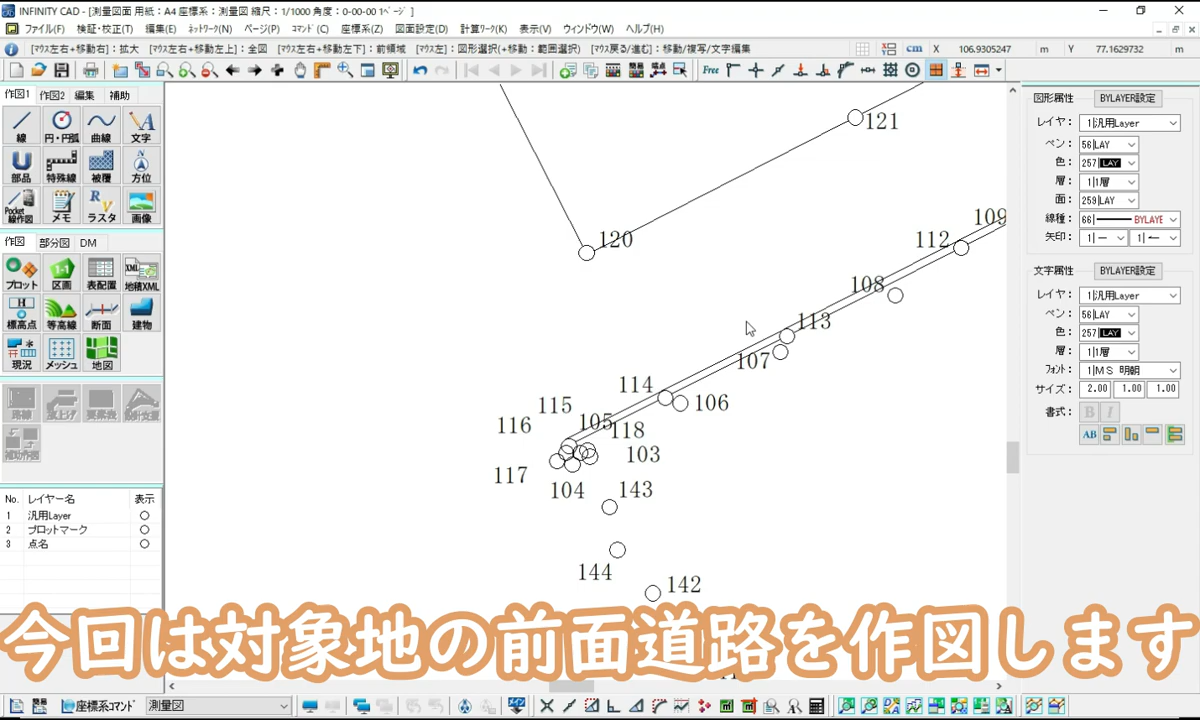 INFINITY CAD - [測量図面 用紙：A4 座標系：測量図 縮尺：1/1000 角度：0-00-00 1ﾍﾟｰｼﾞ ]
ファイル(F) 検証・校正(T) 編集(E) ﾈｯﾄﾜｰｸ(N) ページ(P) ｺﾏﾝﾄﾞ(C) 座標系(Z) 図面設定(D) 計算ﾜｰｸ(K) 表示(V) ウィンドウ(W) ヘルプ(H)
[ﾏｳｽ左右+移動右]：拡大 [ﾏｳｽ左右+移動左上]：全図 [ﾏｳｽ左右+移動左下]：前領域 [ﾏｳｽ左]：図形選択(+移動：範囲選択) [ﾏｳｽ戻る/進む]：移動/複写/文字編集 cm X 106.9305247 m Y 77.1629732 m
Free
作図1 作図2 編集 補助
線 円・円弧 曲線 文字
部品 特殊線 被覆 方位
Pocket線作図 メモ ラスタ 画像
作図 部分図 DM
プロット 区画 表配置 地積XML
標高点 等高線 断面 建物
現況 メッシュ 地図
No. レイヤー名 表示
1 汎用Layer ○
2 プロットマーク ○
3 点名 ○
121
120
109
112
108
113
107
114
106
115
105
116
118
103
117
104
143
144
142
図形属性 BYLAYER設定
レイヤ： 1|汎用Layer
ペン： 56|LAY
色： 257 LAY
層： 1|1層
面： 259|LAY
線種： 66| BYLAYE
矢印： 1| 1|
文字属性 BYLAYER設定
レイヤ： 1|汎用Layer
ペン： 56|LAY
色： 257 LAY
層： 1|1層
ﾌｫﾝﾄ： 1|ＭＳ 明朝
サイズ： 2.00 1.00 1.00
書式： B I
AB
今回は対象地の前面道路を作図します
座標系ｺﾏﾝﾄﾞ 測量図